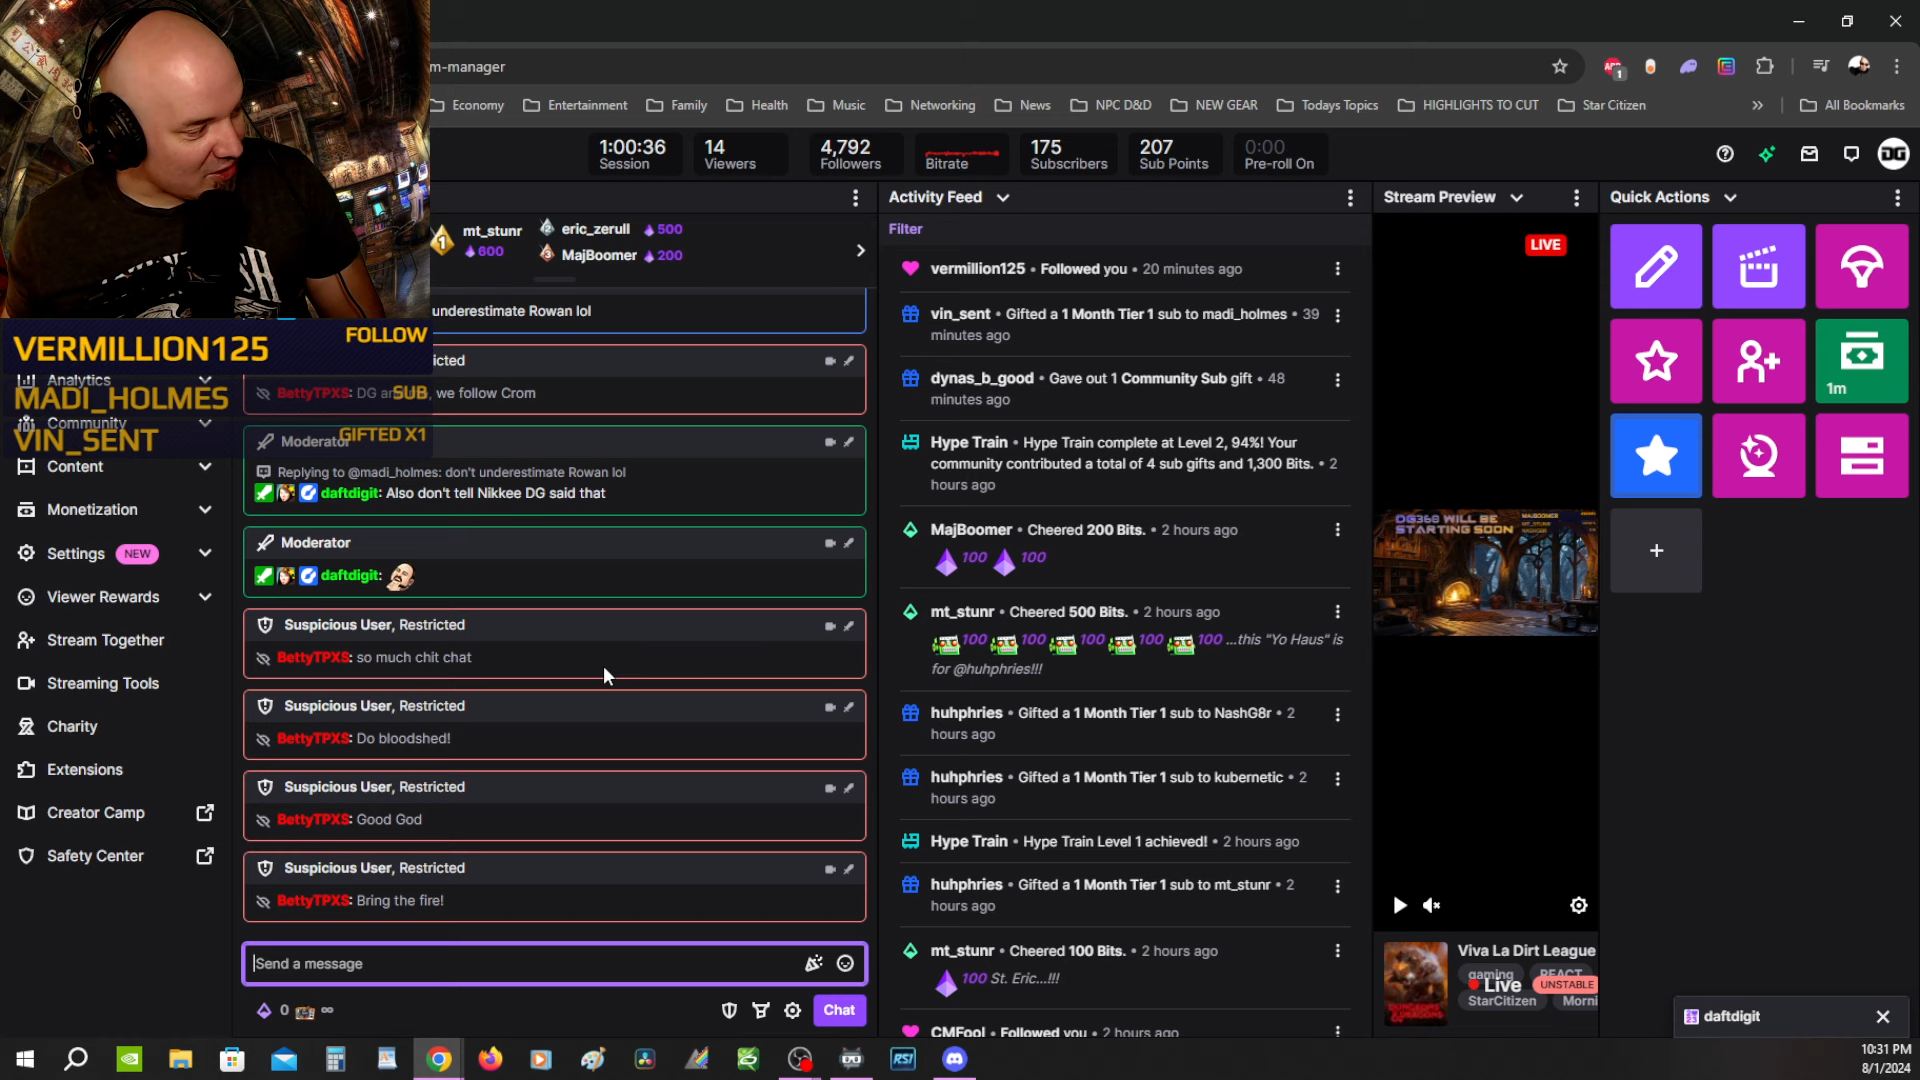 m-manager
Economy
Entertainment
Family
Health
Music
Networking
News
NPC D&D
NEW GEAR
Todays Topics
HIGHLIGHTS TO CUT
Star Citizen
All Bookmarks
1:00:36
Session
14
Viewers
4,792
Followers
Bitrate
175
Subscribers
207
Sub Points
0:00
Pre-roll On
DG
mt_stunr
600
eric_zerull 500
MajBoomer 200
underestimate Rowan lol
icted
BettyTPXS: DG a we follow Crom
Moderator
Replying to @madi_holmes: don't underestimate Rowan lol
daftdigit: Also don't tell Nikkee DG said that
Moderator
daftdigit:
Suspicious User, Restricted
BettyTPXS: so much chit chat
Suspicious User, Restricted
BettyTPXS: Do bloodshed!
Suspicious User, Restricted
BettyTPXS: Good God
Suspicious User, Restricted
BettyTPXS: Bring the fire!
Send a message
0
∞
Chat
VERMILLION125 FOLLOW
MADI_HOLMES SUB
VIN_SENT GIFTED X1
Analytics
Community
Content
Monetization
Settings NEW
Viewer Rewards
Stream Together
Streaming Tools
Charity
Extensions
Creator Camp
Safety Center
Activity Feed
Filter
vermillion125 • Followed you • 20 minutes ago
vin_sent • Gifted a 1 Month Tier 1 sub to madi_holmes • 39
minutes ago
dynas_b_good • Gave out 1 Community Sub gift • 48
minutes ago
Hype Train • Hype Train complete at Level 2, 94%! Your
community contributed a total of 4 sub gifts and 1,300 Bits. • 2
hours ago
MajBoomer • Cheered 200 Bits. • 2 hours ago
100 100
mt_stunr • Cheered 500 Bits. • 2 hours ago
100 100 100 100 100 ...this "Yo Haus" is
for @huhphries!!!
huhphries • Gifted a 1 Month Tier 1 sub to NashG8r • 2
hours ago
huhphries • Gifted a 1 Month Tier 1 sub to kubernetic • 2
hours ago
Hype Train • Hype Train Level 1 achieved! • 2 hours ago
huhphries • Gifted a 1 Month Tier 1 sub to mt_stunr • 2
hours ago
mt_stunr • Cheered 100 Bits. • 2 hours ago
100 St. Eric...!!!
CMFool • Followed you • 2 hours ago
Stream Preview
LIVE
DG360 WILL BE
STARTING SOON
MAJBOOMER
Viva La Dirt League
gaming REACT
Live UNSTABLE
StarCitizen Morni
Quick Actions
1m
daftdigit
RSI
10:31 PM
8/1/2024